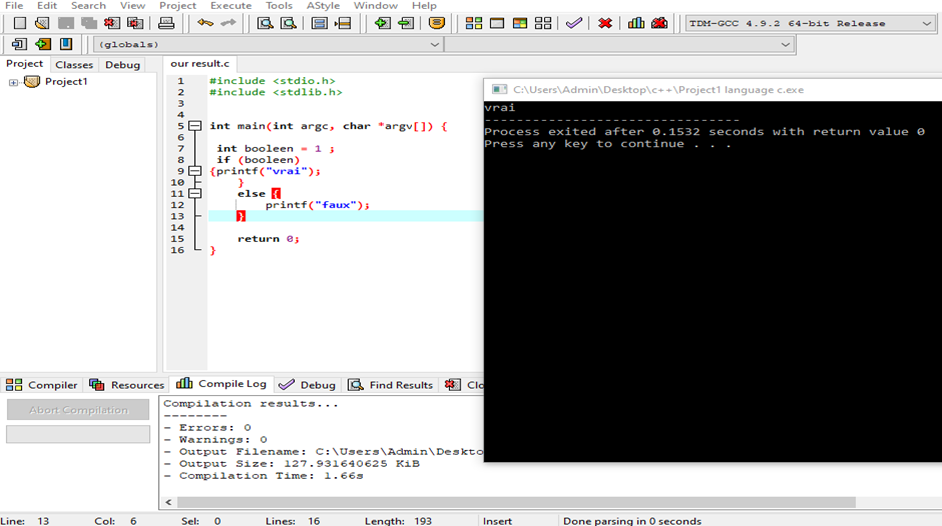 File Edit Search View Project Execute Tools AStyle Window Help
TDM-GCC 4.9.2 64-bit Release
(globals)
Project Classes Debug
Project1
our result.c
1 #include <stdio.h>
2 #include <stdlib.h>
3
4
5 int main(int argc, char *argv[]) {
6
7 int booleen = 1 ;
8 if (booleen)
9 {printf("vrai");
10 }
11 else {
12 printf("faux");
13 }
14
15 return 0;
16 }
C:\Users\Admin\Desktop\c++\Project1 language c.exe
vrai
--------------------------------
Process exited after 0.1532 seconds with return value 0
Press any key to continue . . .
Compiler Resources Compile Log Debug Find Results Clo
Abort Compilation
Compilation results...
--------
- Errors: 0
- Warnings: 0
- Output Filename: C:\Users\Admin\Deskto
- Output Size: 127.931640625 KiB
- Compilation Time: 1.66s
Line: 13 Col: 6 Sel: 0 Lines: 16 Length: 193 Insert Done parsing in 0 seconds